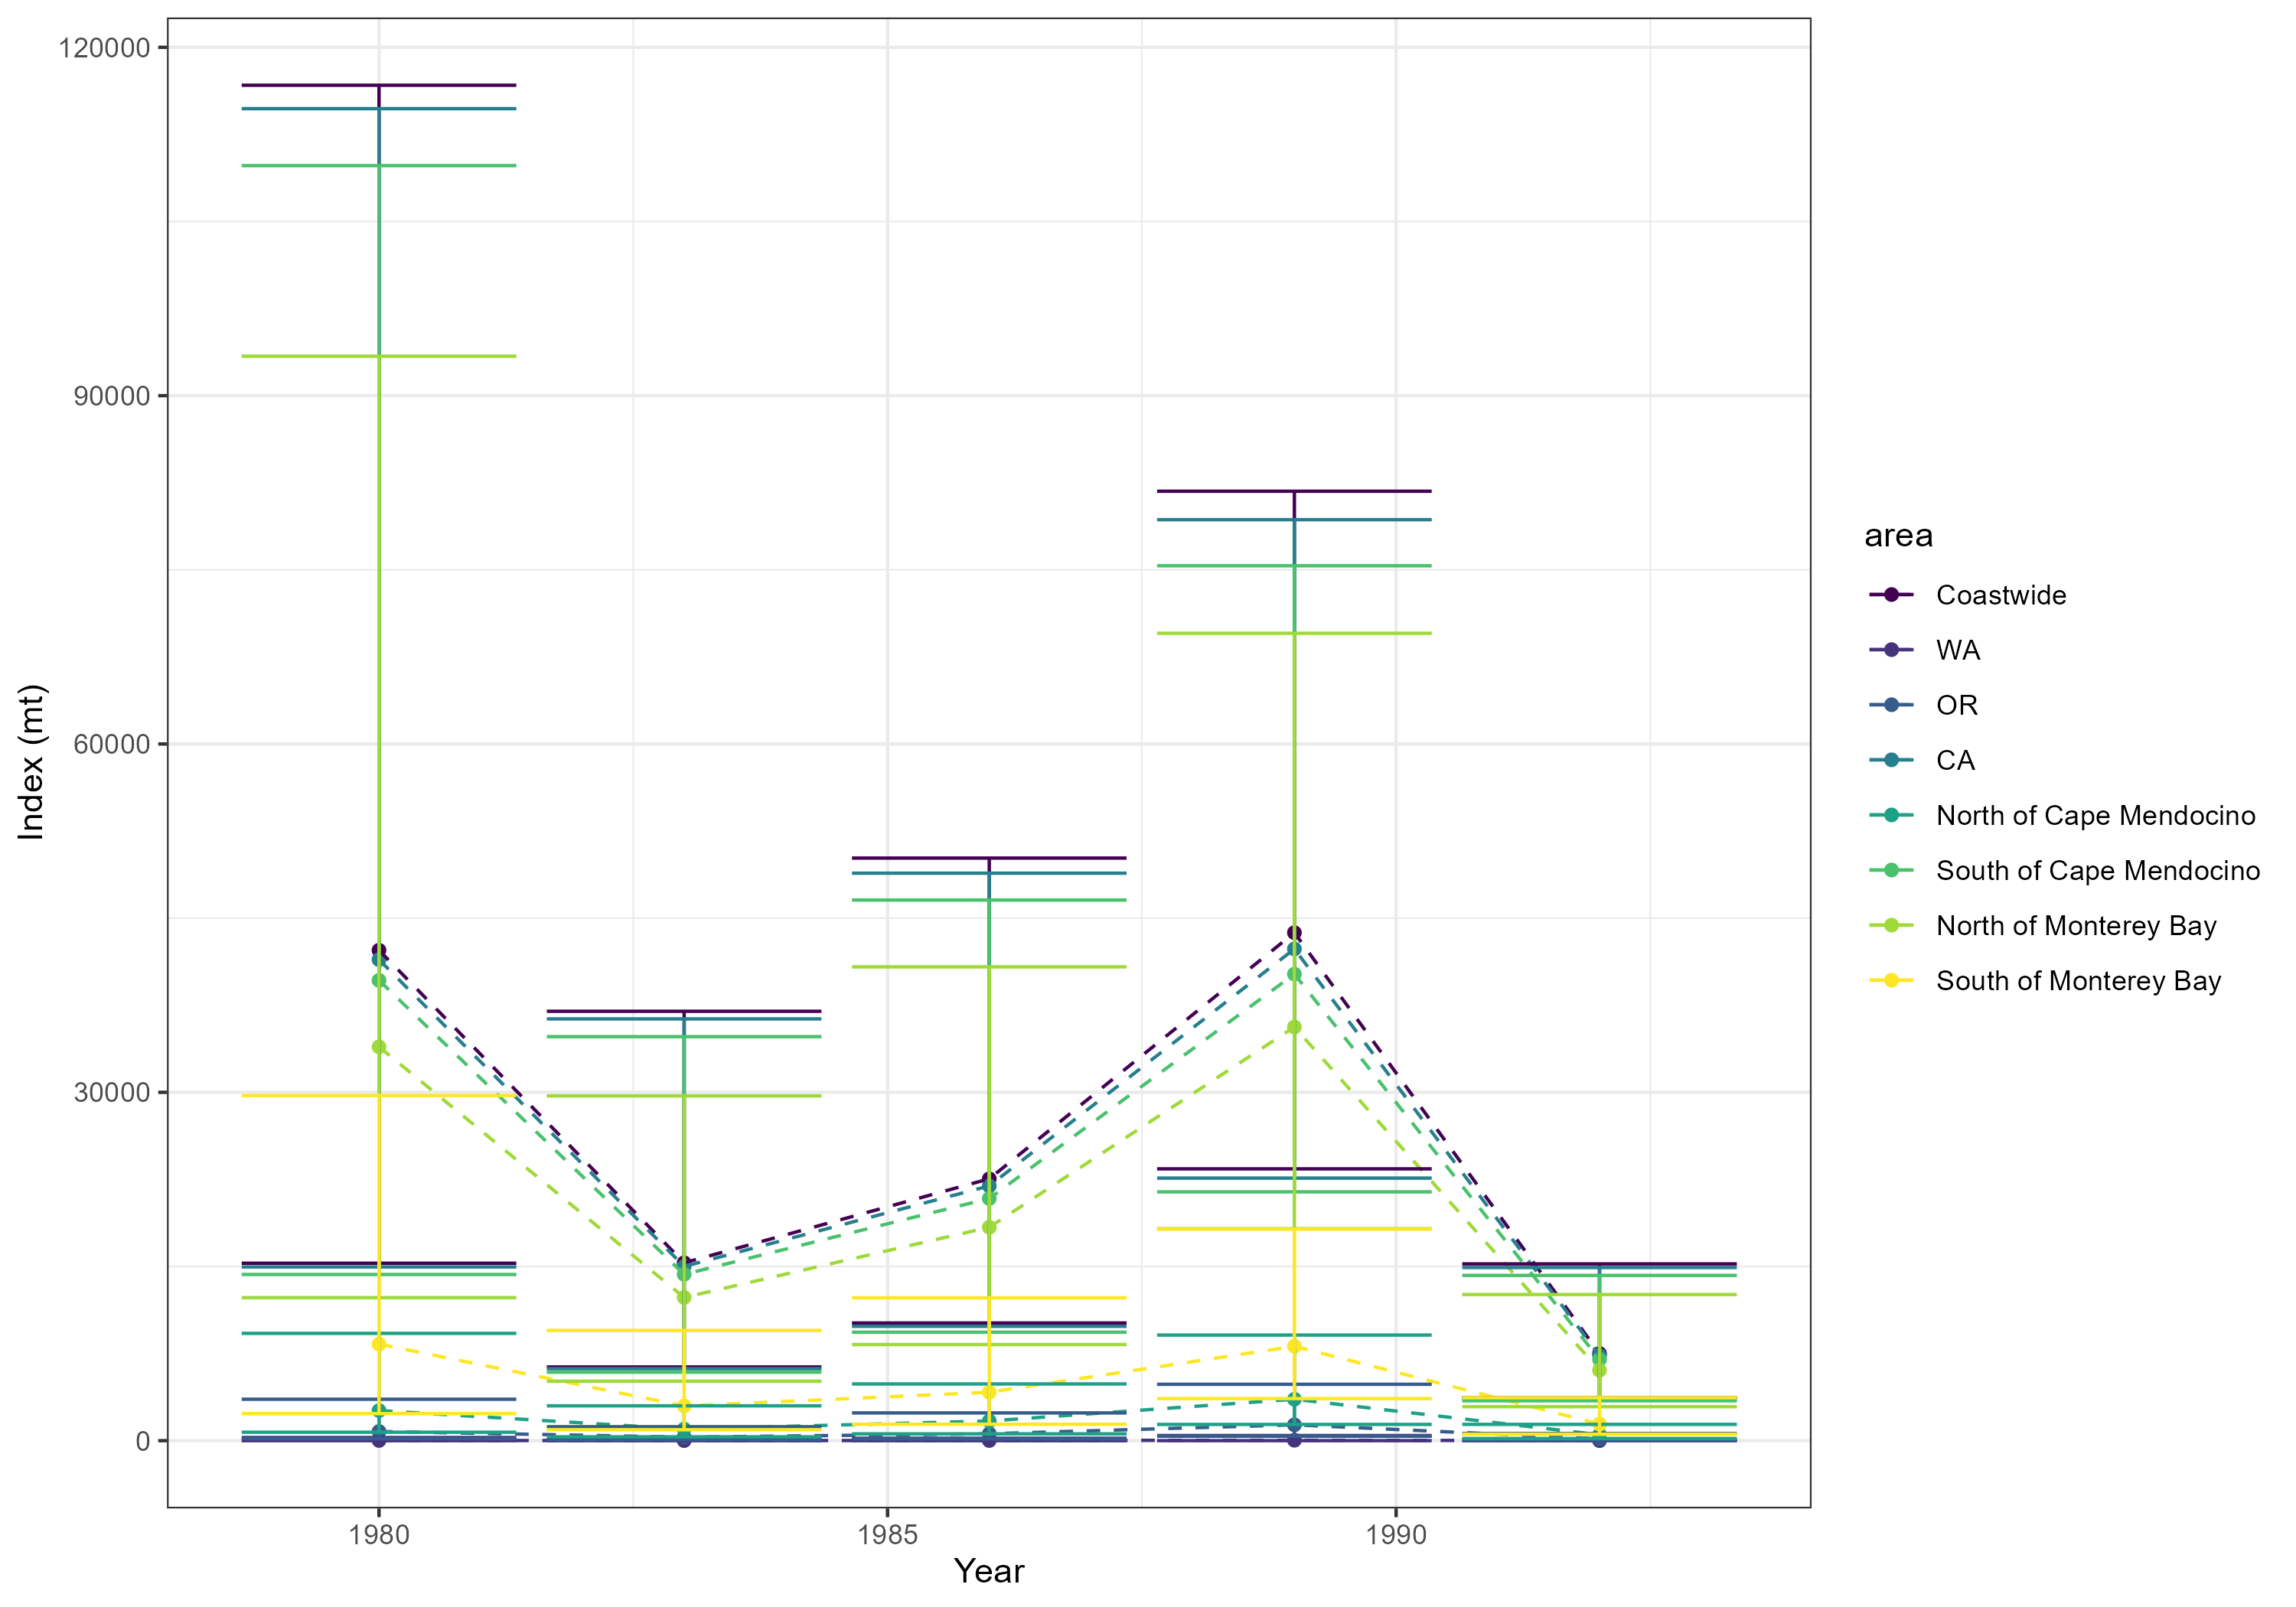 120000
90000
60000
30000
0
Index (mt)
1980
1985
1990
Year
area
Coastwide
WA
OR
CA
North of Cape Mendocino
South of Cape Mendocino
North of Monterey Bay
South of Monterey Bay